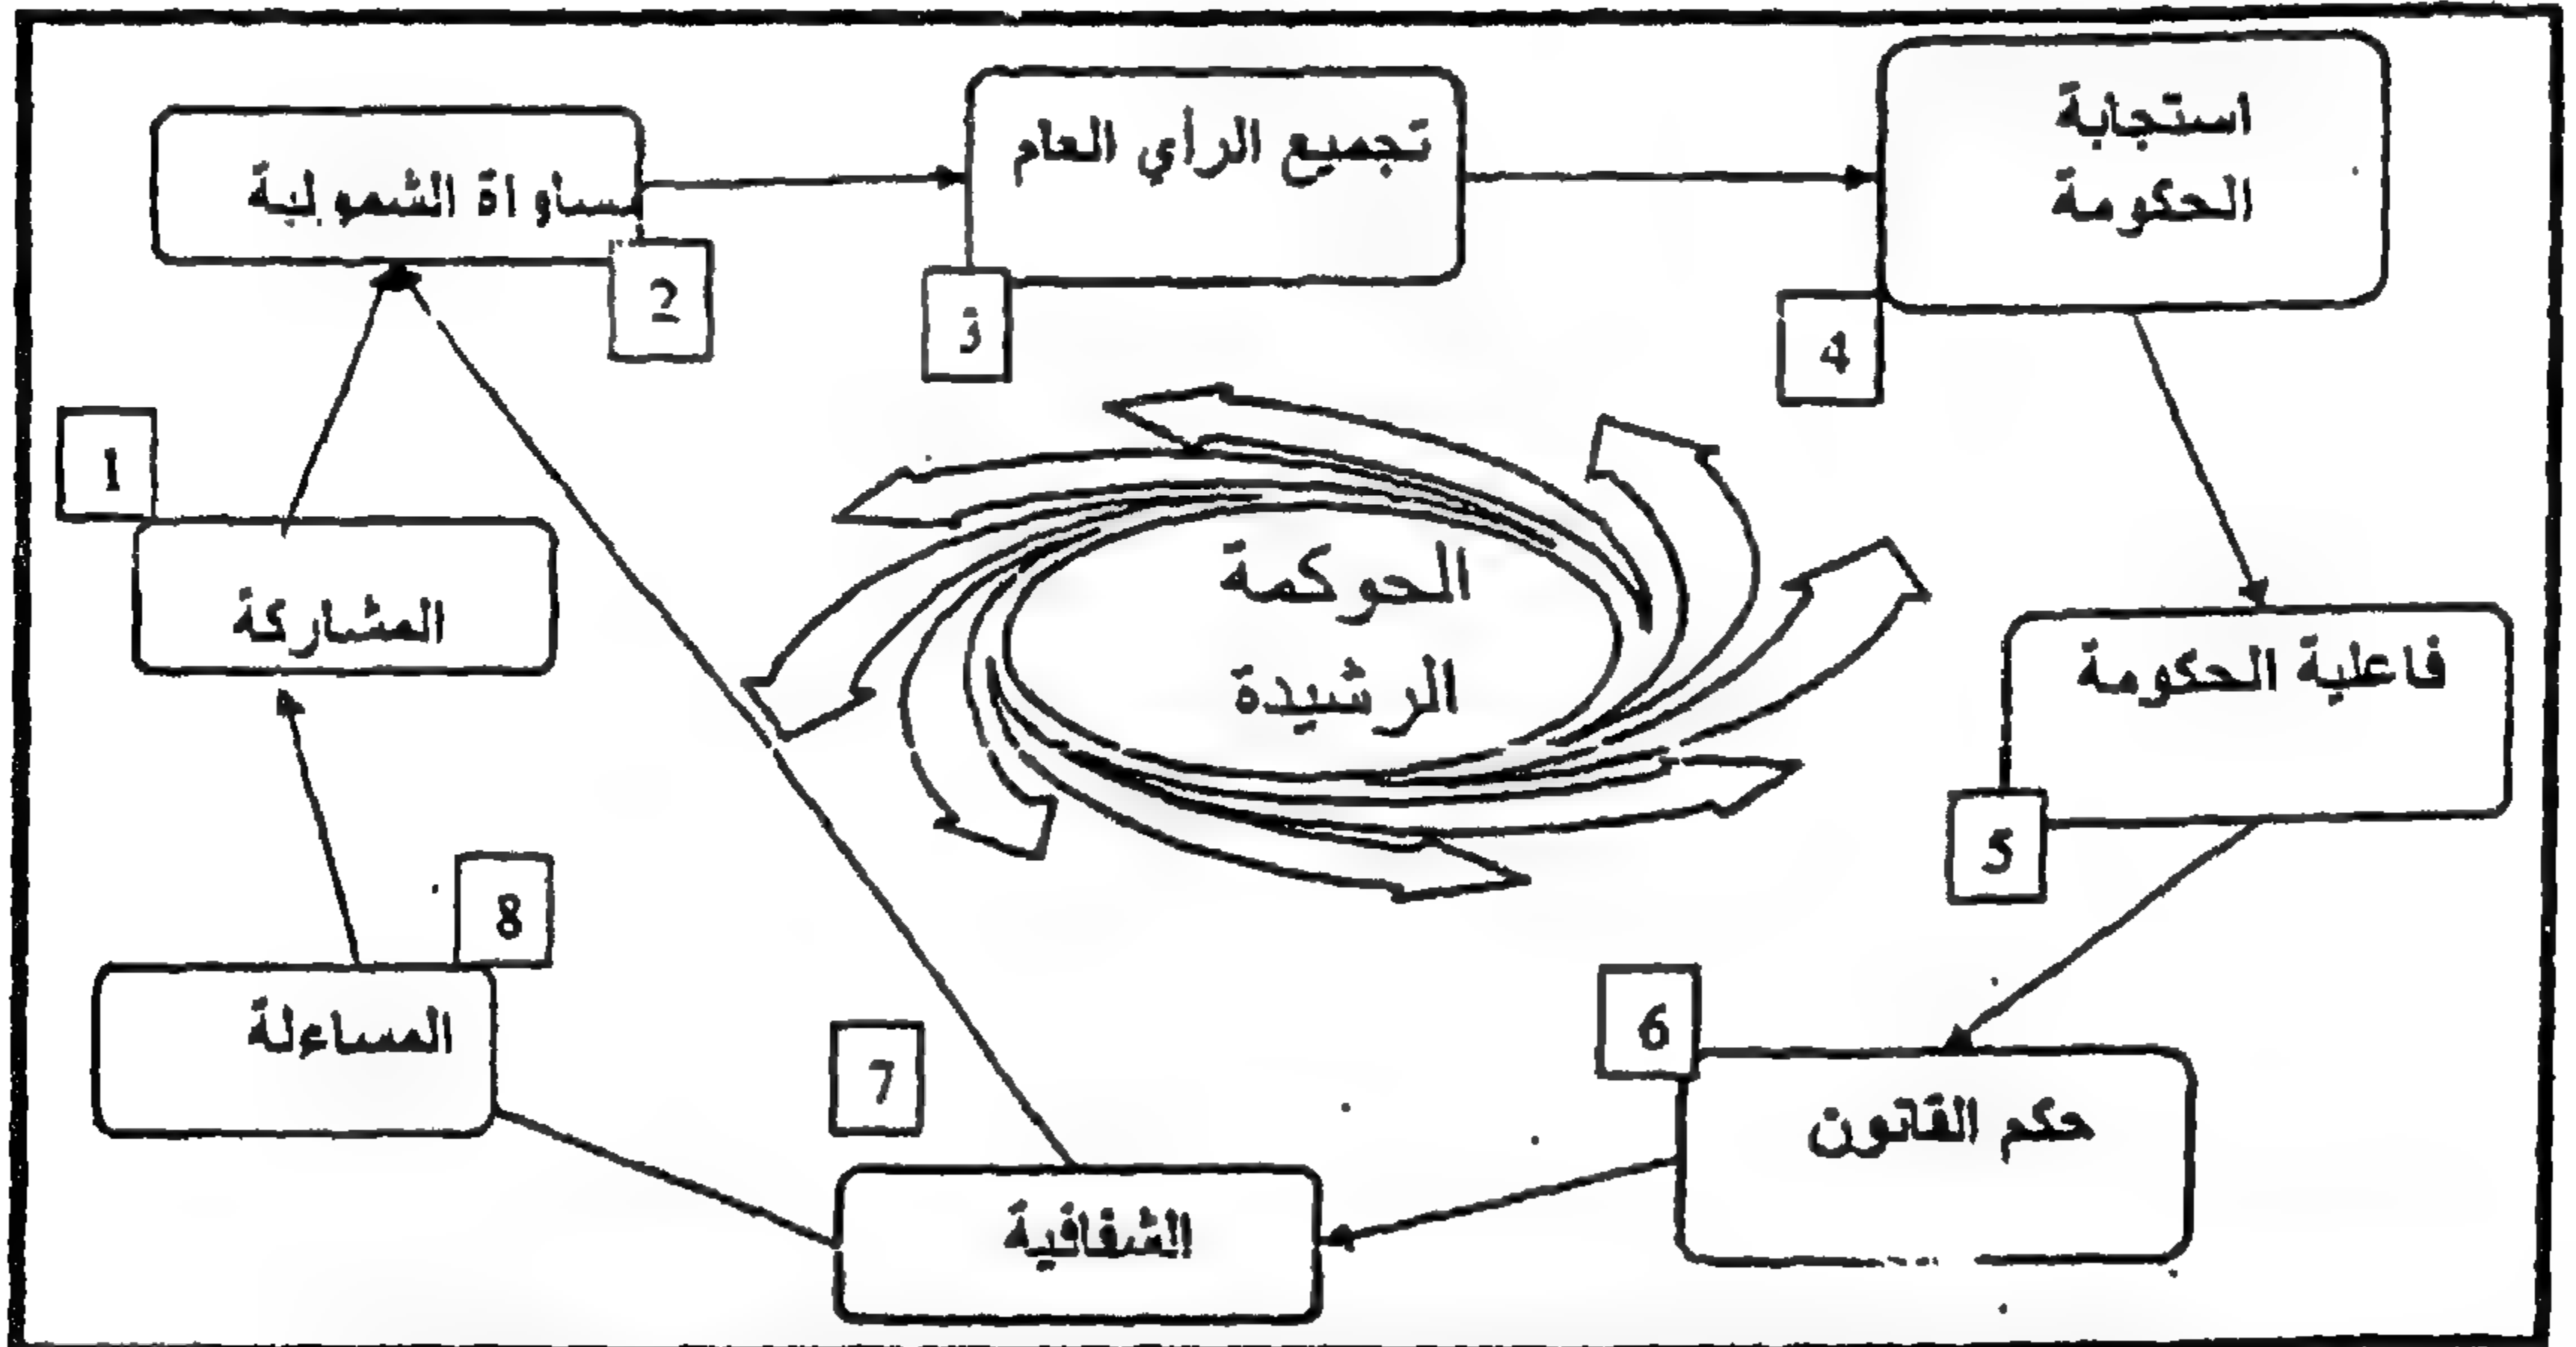 استجابة
الحكومة
4
تجميع الرأي العام
3
مساواة الشمولية
2
1
المشاركة
الحوكمة
الرشيدة
فاعلية الحكومة
5
8
المساءلة
7
الشفافية
6
حكم القانون